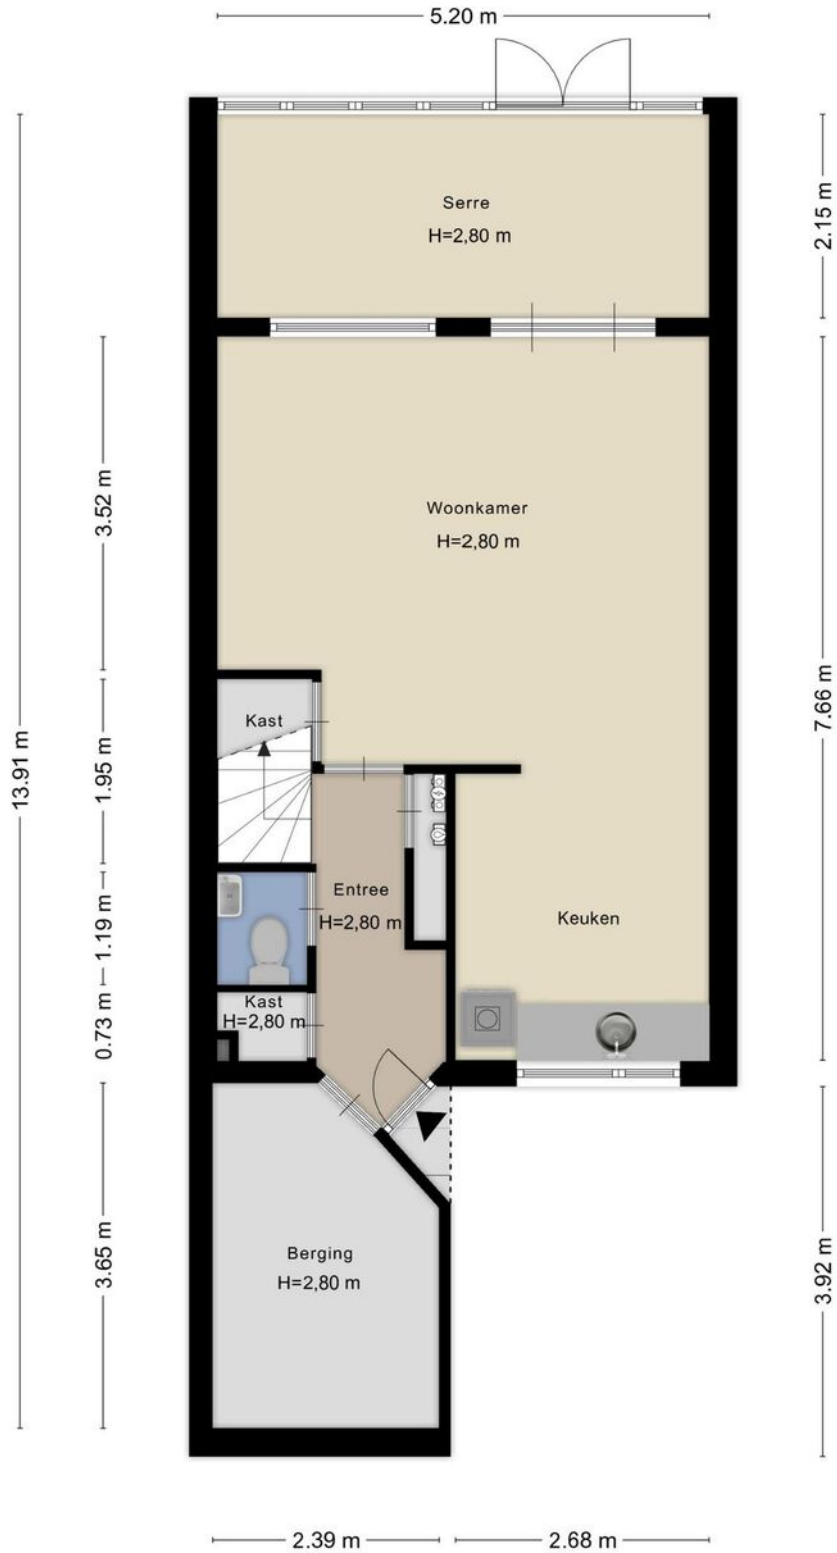 5.20 m
Serre
H=2,80 m
2.15 m
Woonkamer
H=2,80 m
3.52 m
13.91 m
7.66 m
Kast
1.95 m
Entree
H=2,80 m
1.19 m
Keuken
Kast
H=2,80 m
0.73 m
Berging
H=2,80 m
3.65 m
3.92 m
2.39 m
2.68 m